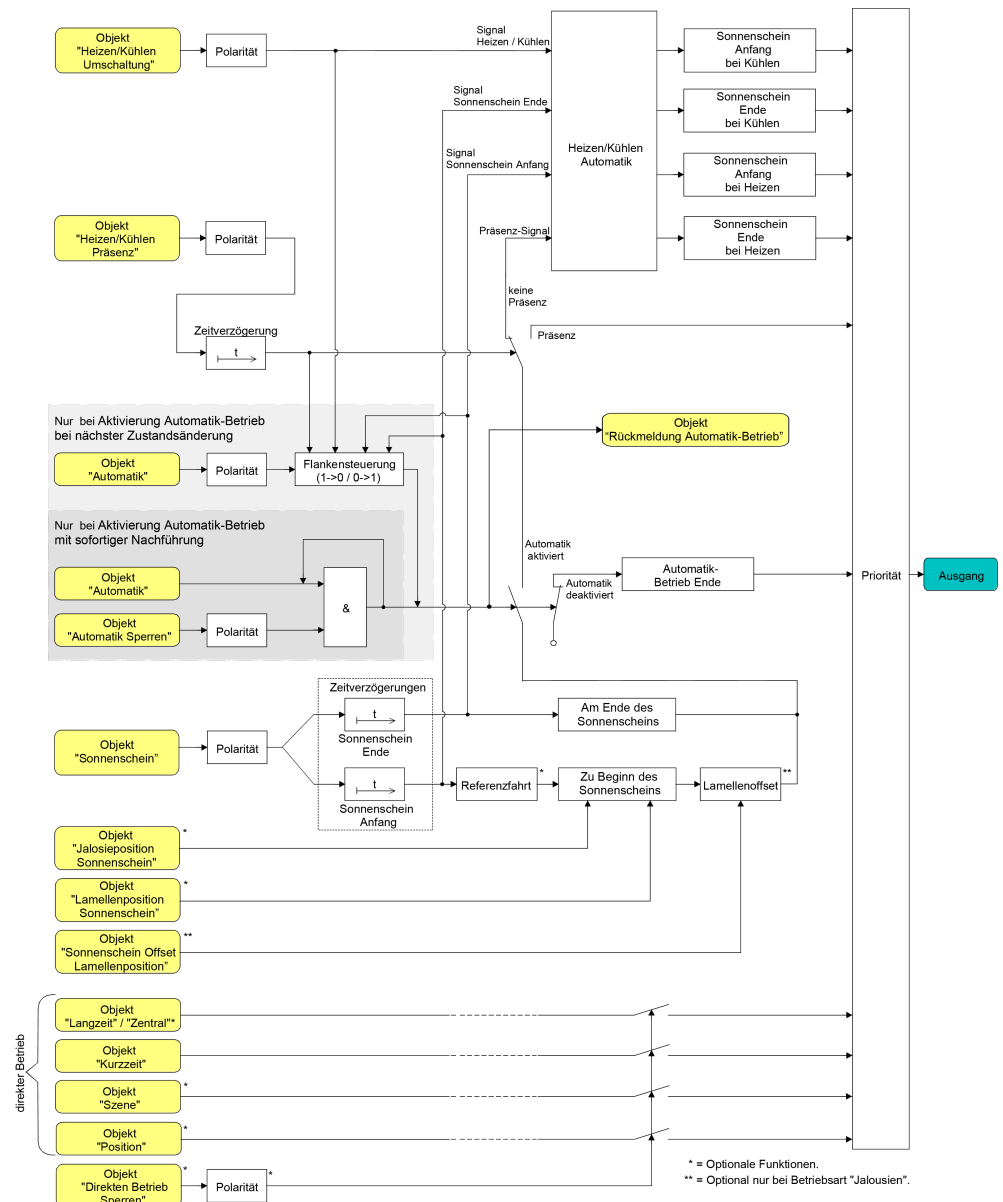 Objekt
"Heizen/Kühlen
Umschaltung"
Polarität
Signal
Heizen / Kühlen
Signal
Sonnenschein Ende
Signal
Sonnenschein Anfang
Präsenz-Signal
Heizen/Kühlen
Automatik
Sonnenschein
Anfang
bei Kühlen
Sonnenschein
Ende
bei Kühlen
Sonnenschein
Anfang
bei Heizen
Sonnenschein
Ende
bei Heizen
Objekt
"Heizen/Kühlen
Präsenz"
Polarität
keine
Präsenz
Präsenz
Zeitverzögerung
t
Nur bei Aktivierung Automatik-Betrieb
bei nächster Zustandsänderung
Objekt
"Automatik"
Polarität
Flankensteuerung
(1->0 / 0->1)
Objekt
"Rückmeldung Automatik-Betrieb"
Nur bei Aktivierung Automatik-Betrieb
mit sofortiger Nachführung
Objekt
"Automatik"
Objekt
"Automatik Sperren"
Polarität
&
Automatik
aktiviert
Automatik
deaktiviert
Automatik-
Betrieb Ende
Priorität
Ausgang
Zeitverzögerungen
t
Sonnenschein
Ende
Objekt
"Sonnenschein"
Polarität
t
Sonnenschein
Anfang
Am Ende des
Sonnenscheins
Referenzfahrt
*
Zu Beginn des
Sonnenscheins
Lamellenoffset
**
Objekt
"Jalosieposition
Sonnenschein"
*
Objekt
"Lamellenposition
Sonnenschein"
*
Objekt
"Sonnenschein Offset
Lamellenposition"
**
direkter Betrieb
Objekt
"Langzeit" / "Zentral"*
Objekt
"Kurzzeit"
Objekt
"Szene"
*
Objekt
"Position"
*
Objekt
"Direkten Betrieb
Sperren"
*
Polarität
*
* = Optionale Funktionen.
** = Optional nur bei Betriebsart "Jalousien".